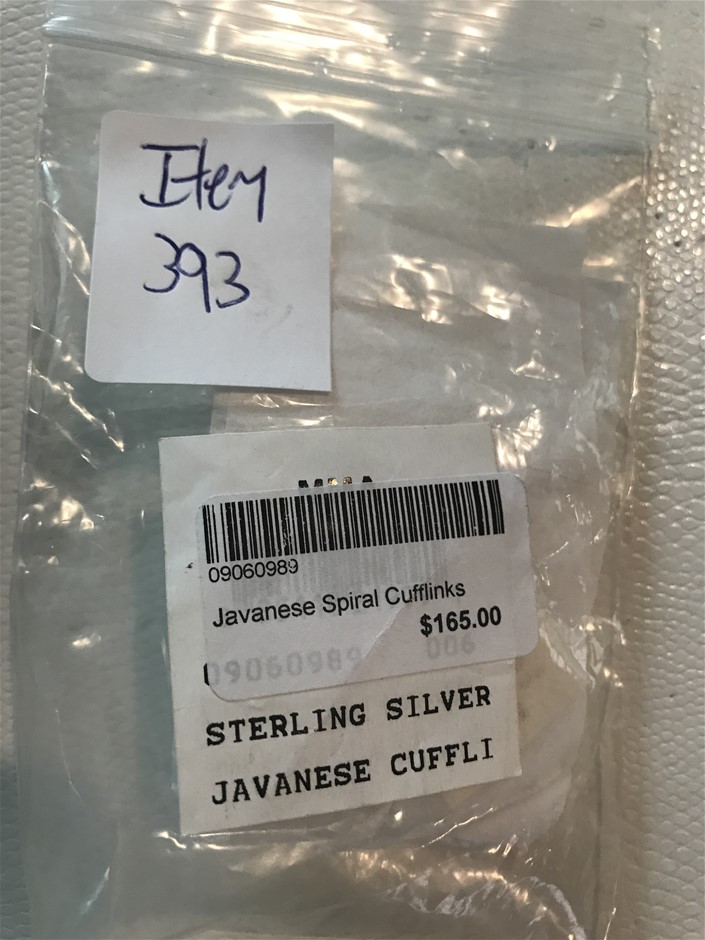 Item
393
09060989
Javanese Spiral Cufflinks
$165.00
09060989 006
STERLING SILVER
JAVANESE CUFFLI